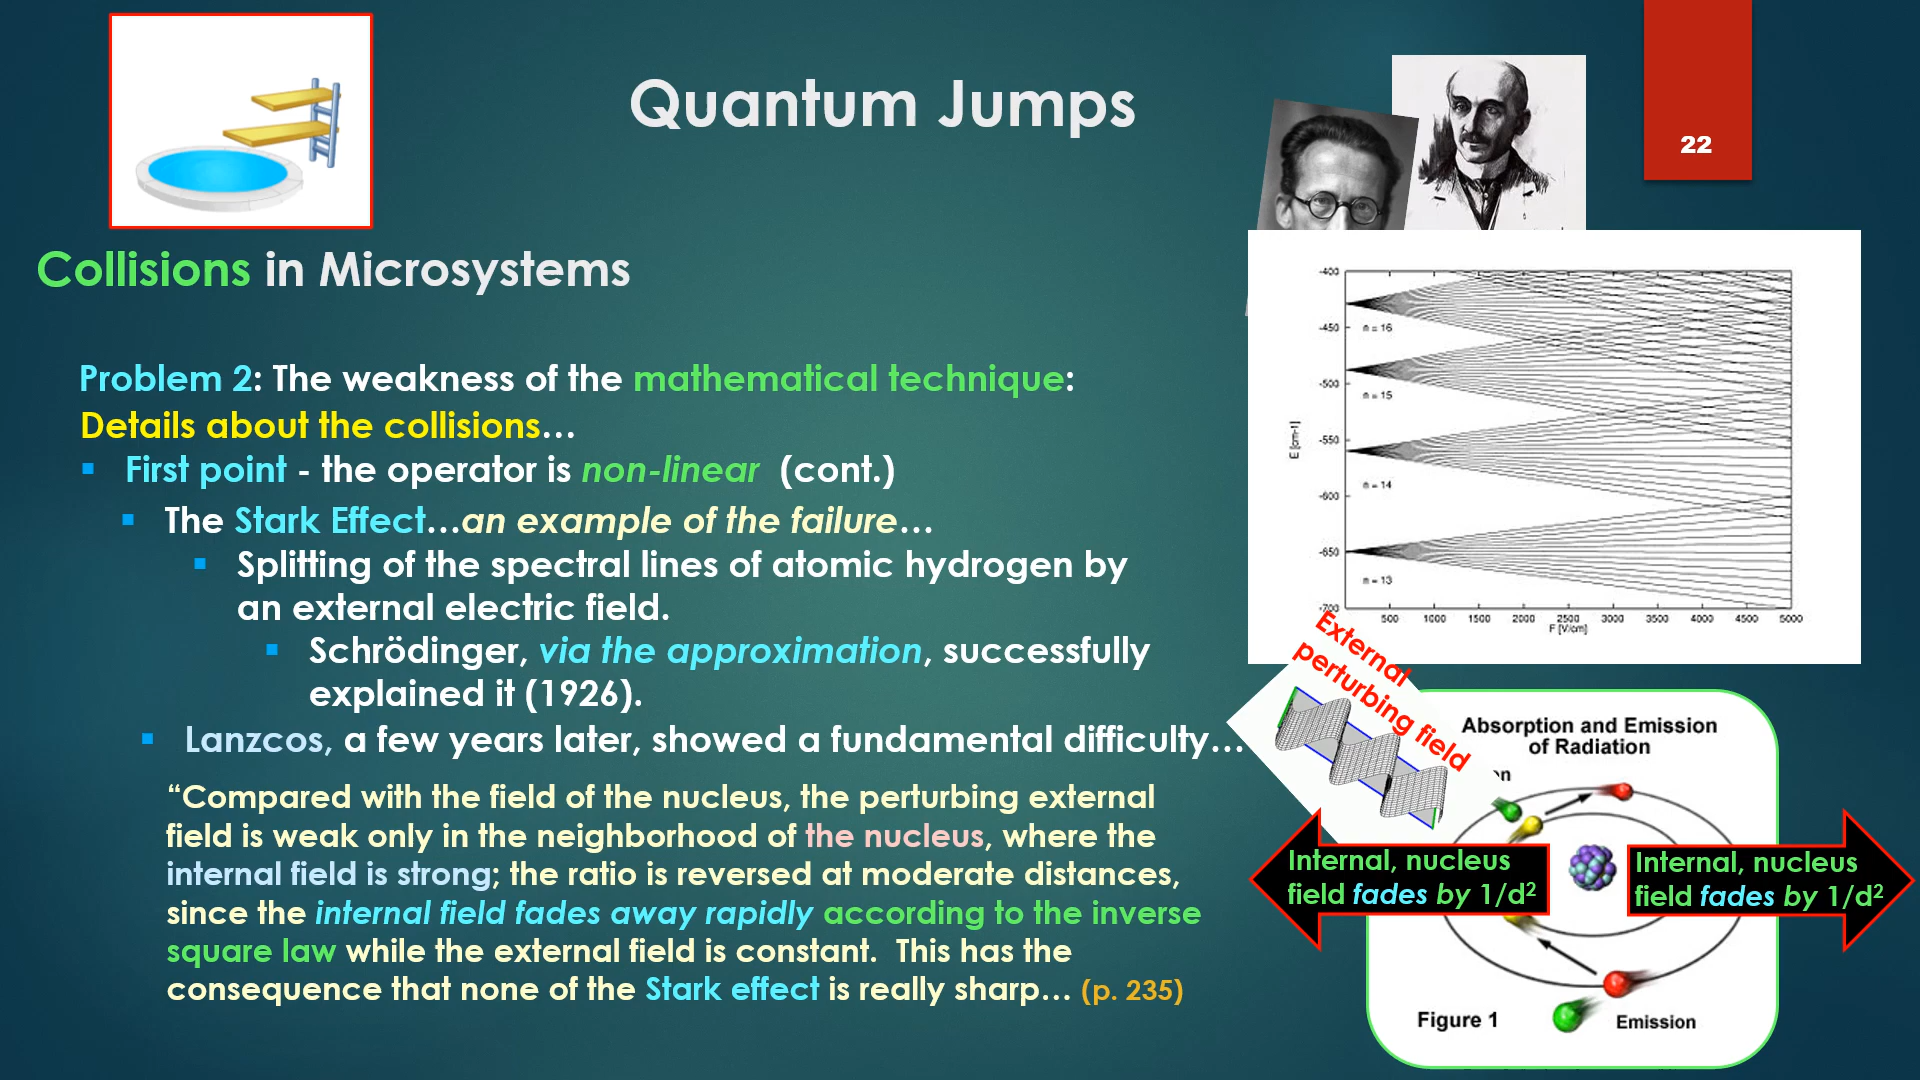 Quantum Jumps
22
Collisions in Microsystems
Problem 2: The weakness of the mathematical technique:
Details about the collisions…
First point - the operator is non-linear (cont.)
The Stark Effect…an example of the failure…
Splitting of the spectral lines of atomic hydrogen by
an external electric field.
Schrödinger, via the approximation, successfully
explained it (1926).
Lanzcos, a few years later, showed a fundamental difficulty…
“Compared with the field of the nucleus, the perturbing external
field is weak only in the neighborhood of the nucleus, where the
internal field is strong; the ratio is reversed at moderate distances,
since the internal field fades away rapidly according to the inverse
square law while the external field is constant. This has the
consequence that none of the Stark effect is really sharp… (p. 235)
-400
-450
-500
-550
-600
-650
-700
E [cm-1]
n = 16
n = 15
n = 14
n = 13
500 1000 1500 2000 2500 3000 3500 4000 4500 5000
F [V/cm]
External
perturbing field
Absorption and Emission
of Radiation
on
Internal, nucleus
field fades by 1/d²
Internal, nucleus
field fades by 1/d²
Figure 1
Emission